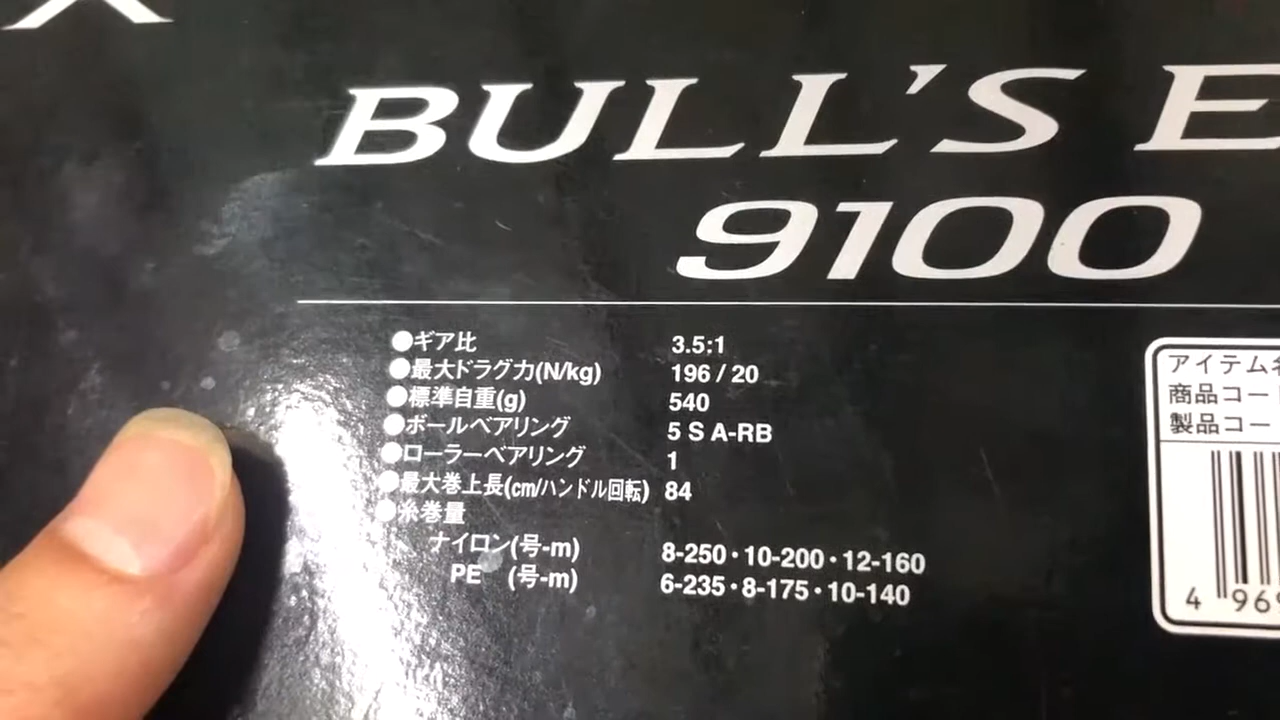 BULL'S E
9100
●ギア比 3.5:1
●最大ドラグ力(N/kg) 196 / 20
●標準自重(g) 540
●ボールベアリング 5 S A-RB
●ローラーベアリング 1
●最大巻上長(cm/ハンドル回転) 84
●糸巻量
ナイロン(号-m) 8-250・10-200・12-160
PE (号-m) 6-235・8-175・10-140
アイテム名
商品コー
製品コー
4 969